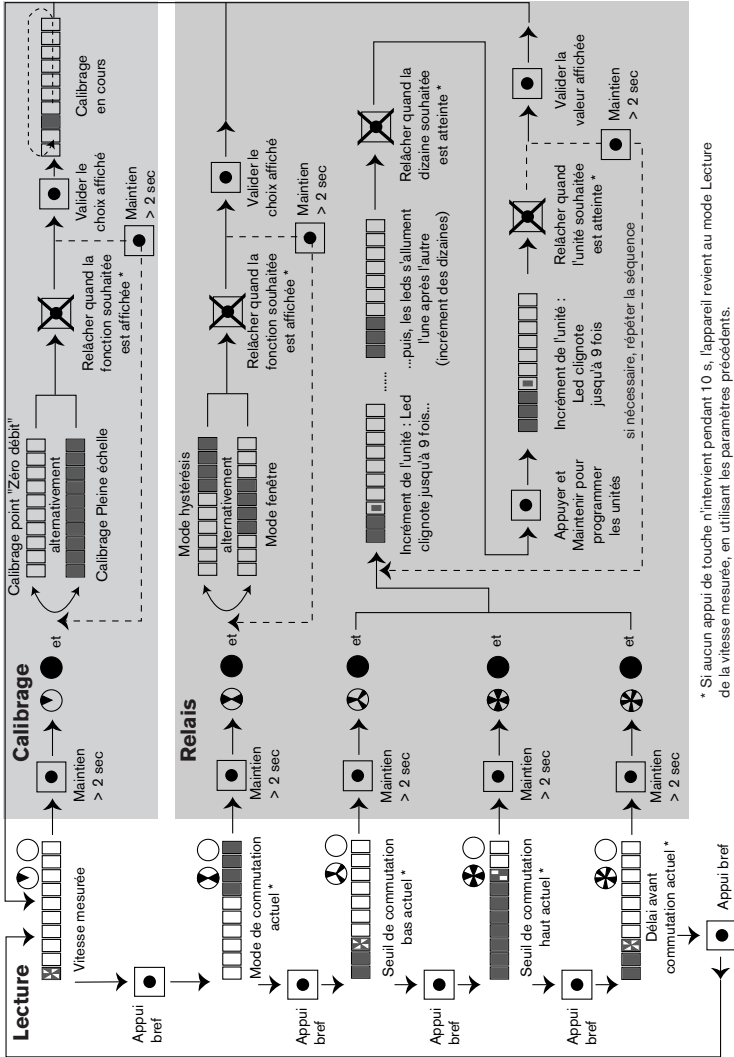 Lecture
Vitesse mesurée
Appui
bref
Mode de commutation
actuel *
Appui
bref
Seuil de commutation
bas actuel *
Appui
bref
Seuil de commutation
haut actuel *
Appui
bref
Délai avant
commutation actuel *
Appui bref
Calibrage
Maintien
> 2 sec
et
Calibrage point "Zéro débit"
alternativement
Calibrage Pleine échelle
Relâcher quand la
fonction souhaitée
est affichée *
Valider le
choix affiché
Maintien
> 2 sec
Calibrage
en cours
Relais
Maintien
> 2 sec
et
Mode hystérésis
alternativement
Mode fenêtre
Relâcher quand la
fonction souhaitée
est affichée *
Valider le
choix affiché
Maintien
> 2 sec
Maintien
> 2 sec
et
Maintien
> 2 sec
et
Maintien
> 2 sec
et
Incrément de l'unité : Led
clignote jusqu'à 9 fois...
......
...puis, les leds s'allument
l'une après l'autre
(incrément des dizaines)
Relâcher quand la
dizaine souhaitée
est atteinte *
Appuyer et
Maintenir pour
programmer
les unités
Incrément de l'unité :
Led clignote
jusqu'à 9 fois
Relâcher quand
l'unité souhaitée
est atteinte *
Valider la
valeur affichée
Maintien
> 2 sec
si nécessaire, répéter la séquence
* Si aucun appui de touche n'intervient pendant 10 s, l'appareil revient au mode Lecture
de la vitesse mesurée, en utilisant les paramètres précédents.